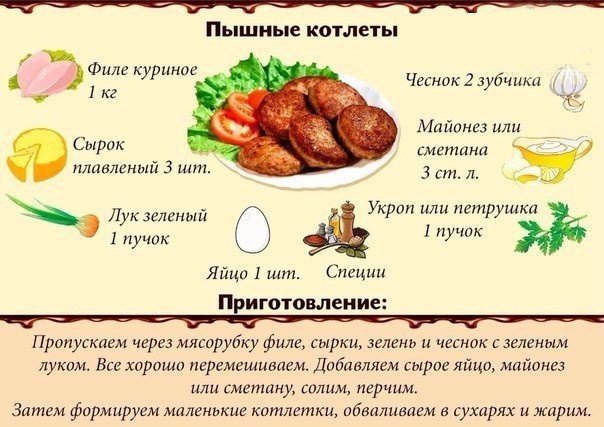 Пышные котлеты
Филе куриное
1 кг
Чеснок 2 зубчика
Сырок
плавленый 3 шт.
Майонез или
сметана
3 ст. л.
Лук зеленый
1 пучок
Укроп или петрушка
1 пучок
Яйцо 1 шт.
Специи
Приготовление:
Пропускаем через мясорубку филе, сырки, зелень и чеснок с зеленым
луком. Все хорошо перемешиваем. Добавляем сырое яйцо, майонез
или сметану, солим, перчим.
Затем формируем маленькие котлетки, обваливаем в сухарях и жарим.